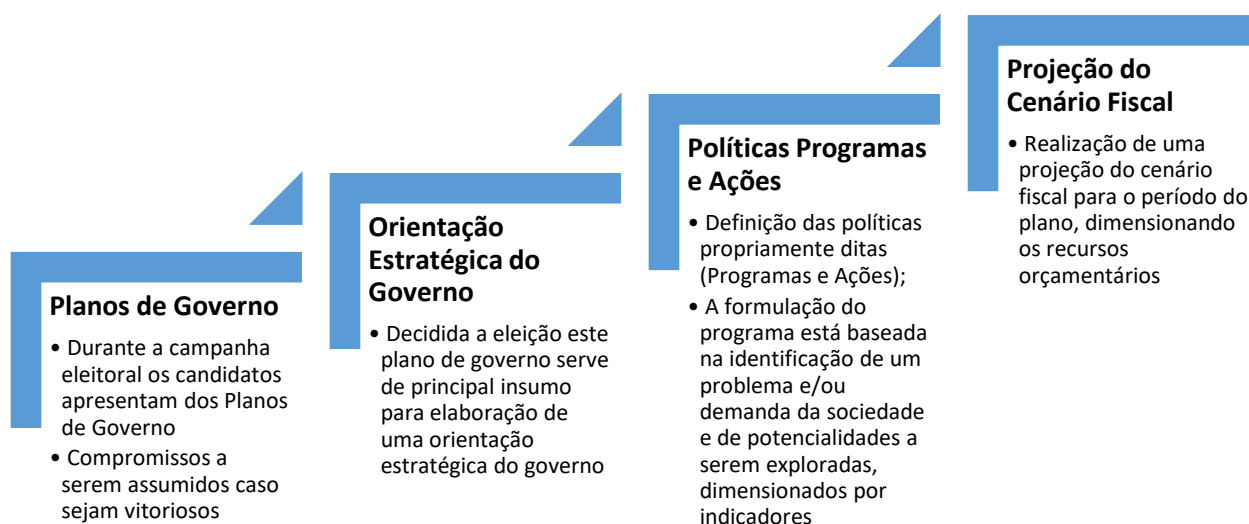 Planos de Governo
• Durante a campanha
eleitoral os candidatos
apresentam dos Planos
de Governo
• Compromissos a
serem assumidos caso
sejam vitoriosos
Orientação
Estratégica do
Governo
• Decidida a eleição este
plano de governo serve
de principal insumo
para elaboração de
uma orientação
estratégica do governo
Políticas Programas
e Ações
• Definição das políticas
propriamente ditas
(Programas e Ações);
• A formulação do
programa está baseada
na identificação de um
problema e/ou
demanda da sociedade
e de potencialidades a
serem exploradas,
dimensionados por
indicadores
Projeção do
Cenário Fiscal
• Realização de uma
projeção do cenário
fiscal para o período do
plano, dimensionando
os recursos
orçamentários